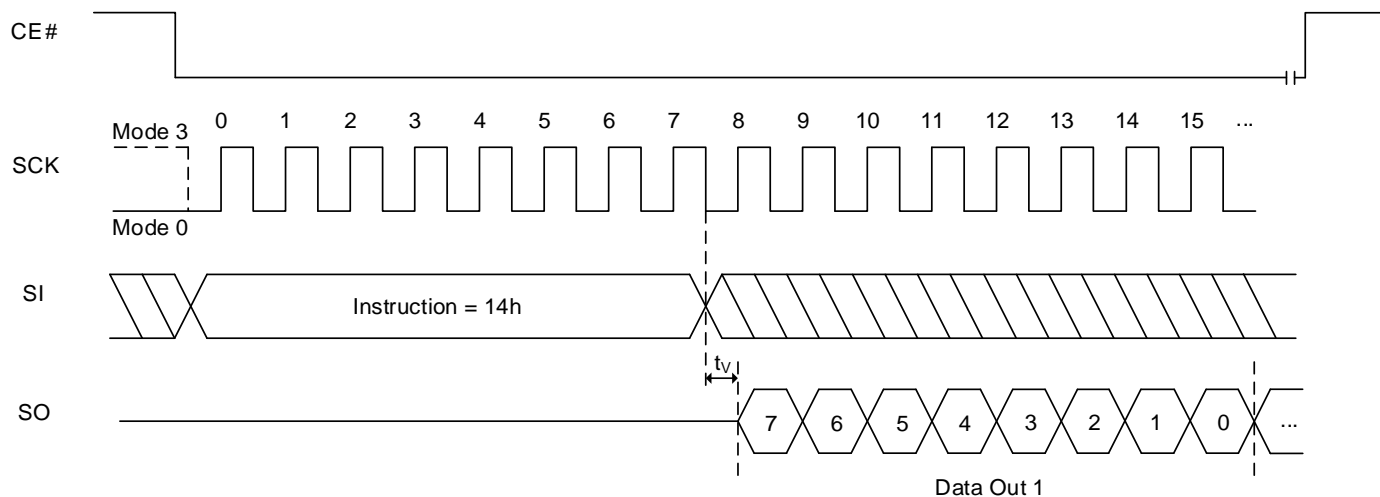 CE#
0 1 2 3 4 5 6 7 8 9 10 11 12 13 14 15 ...
Mode 3
SCK
Mode 0
SI
Instruction = 14h
tV
SO
7 6 5 4 3 2 1 0 ...
Data Out 1